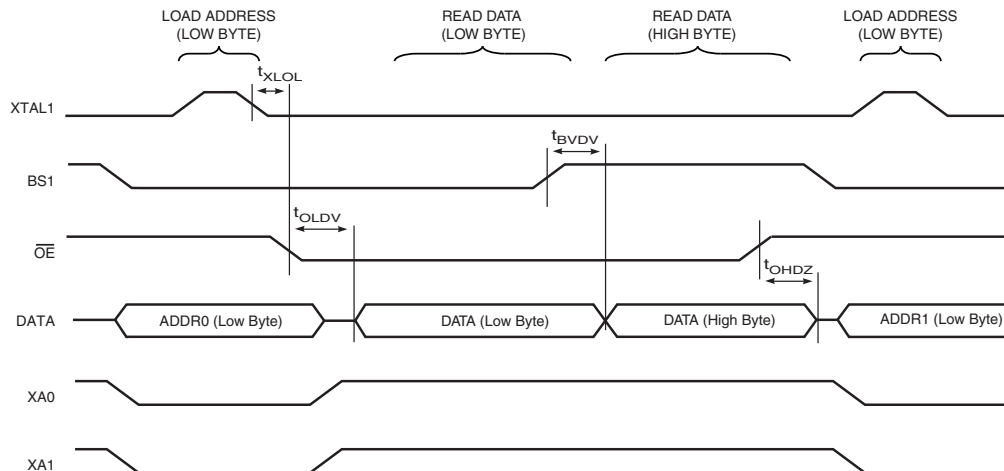 LOAD ADDRESS
(LOW BYTE)
READ DATA
(LOW BYTE)
READ DATA
(HIGH BYTE)
LOAD ADDRESS
(LOW BYTE)
tXLOL
XTAL1
tBVDV
BS1
tOLDV
OE
tOHDZ
DATA
ADDR0 (Low Byte)
DATA (Low Byte)
DATA (High Byte)
ADDR1 (Low Byte)
XA0
XA1